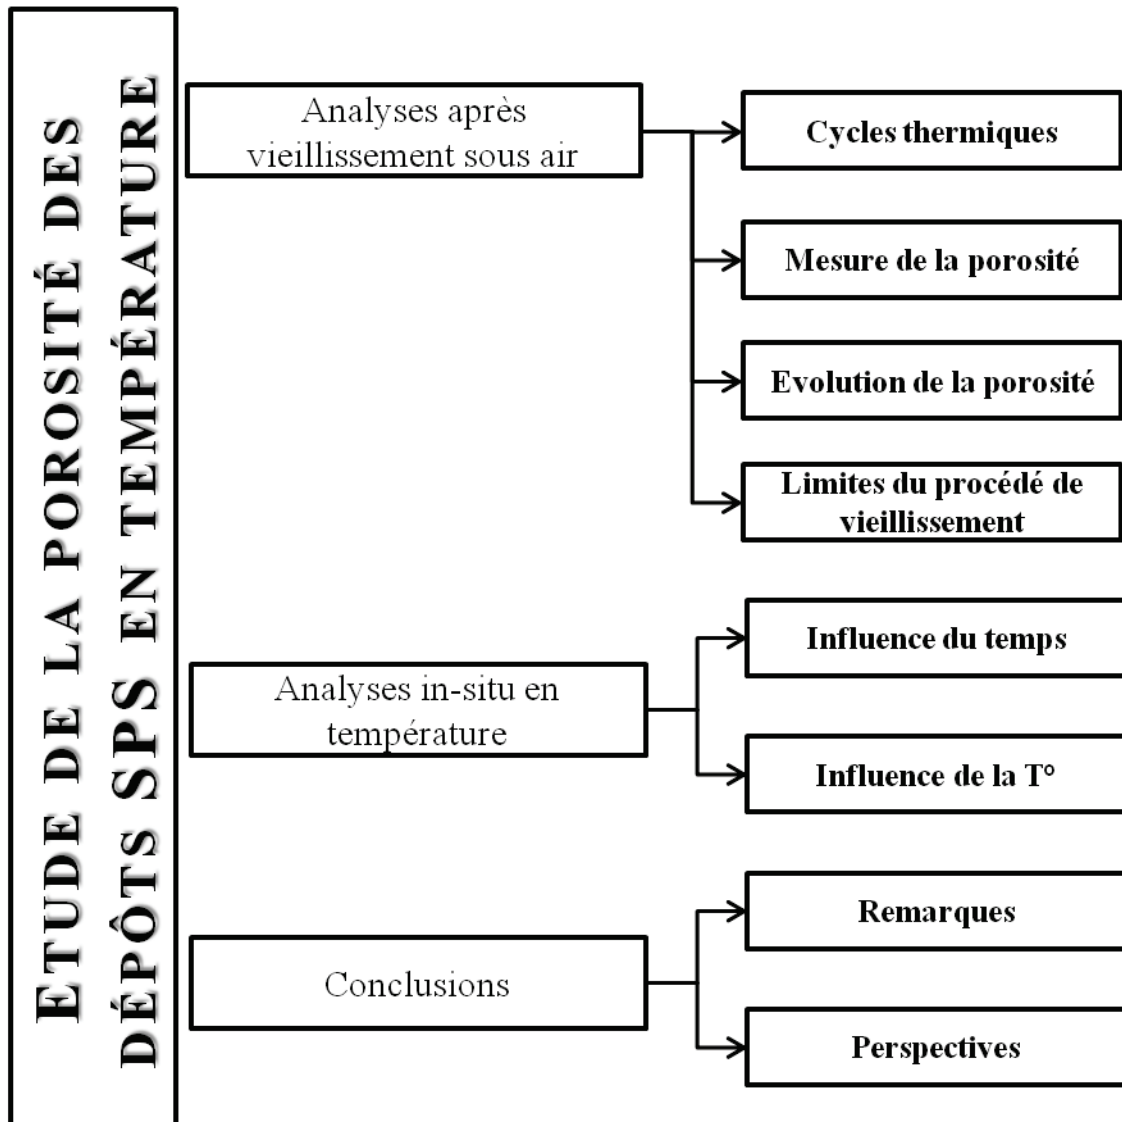 ETUDE DE LA POROSITÉ DES
DÉPÔTS SPS EN TEMPÉRATURE
Analyses après
vieillissement sous air
Cycles thermiques
Mesure de la porosité
Evolution de la porosité
Limites du procédé de
vieillissement
Analyses in-situ en
température
Influence du temps
Influence de la T°
Conclusions
Remarques
Perspectives